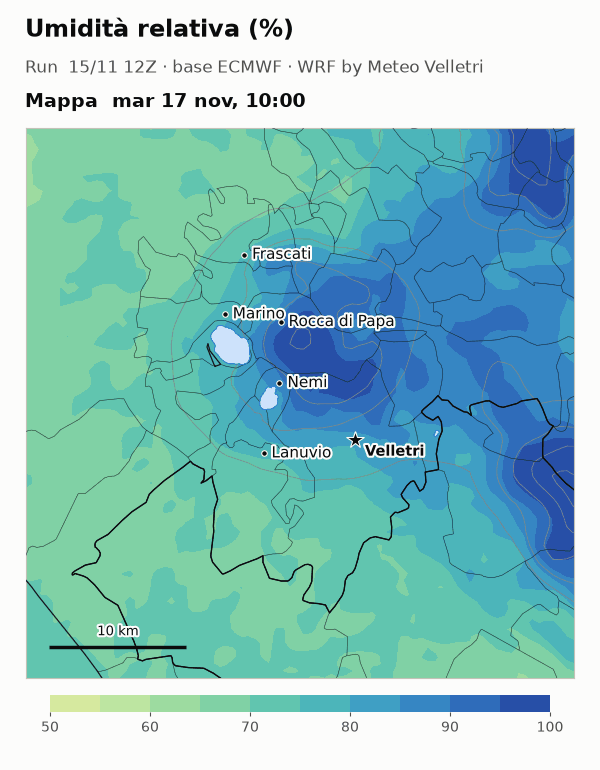 Umidità relativa (%)
Run  15/11 12Z · base ECMWF · WRF by Meteo Velletri
Mappa  mar 17 nov, 10:00
Frascati
Marino
Rocca di Papa
Nemi
Velletri
Lanuvio
10 km
50 60 70 80 90 100